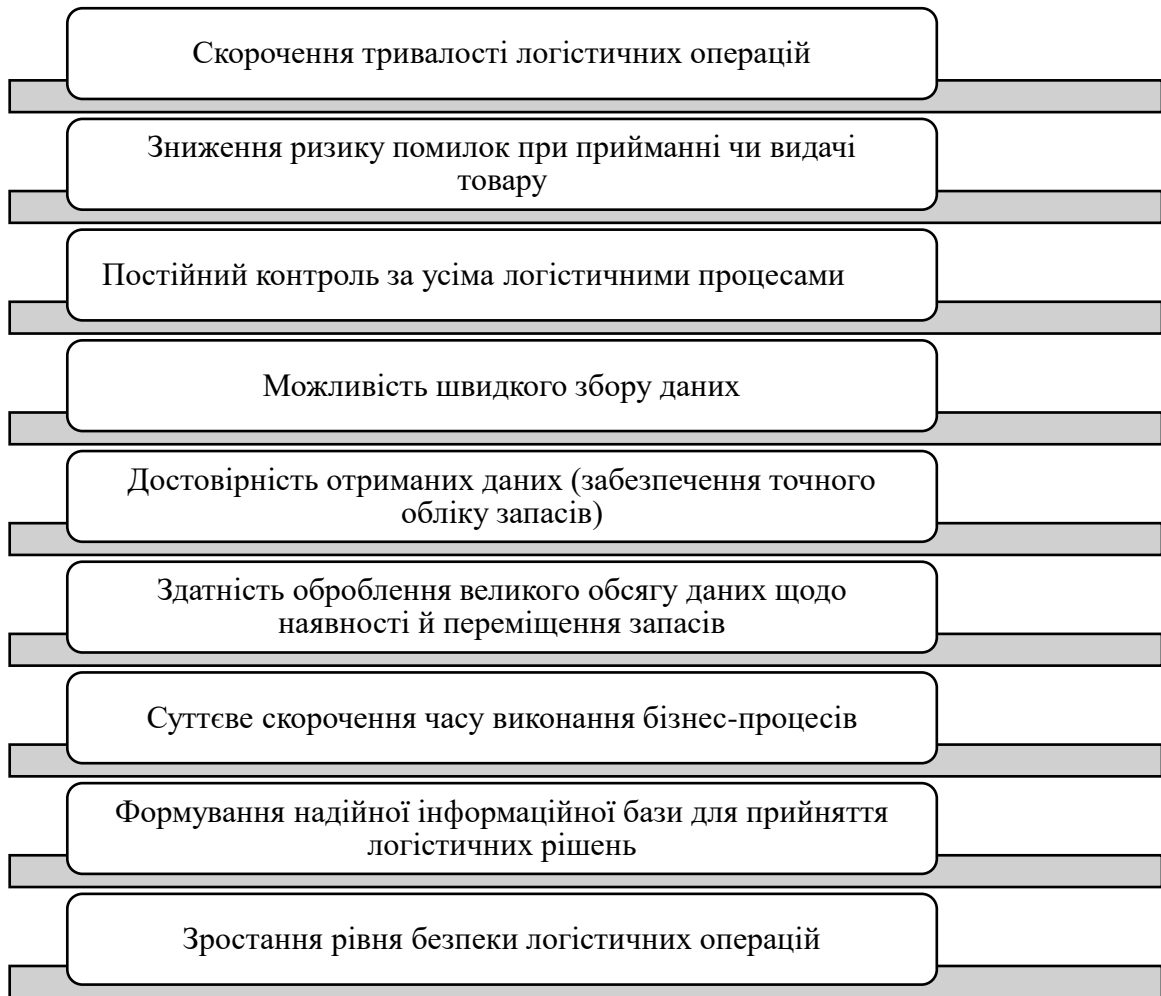 Скорочення тривалості логістичних операцій
Зниження ризику помилок при прийманні чи видачі
товару
Постійний контроль за усіма логістичними процесами
Можливість швидкого збору даних
Достовірність отриманих даних (забезпечення точного
обліку запасів)
Здатність оброблення великого обсягу даних щодо
наявності й переміщення запасів
Суттєве скорочення часу виконання бізнес-процесів
Формування надійної інформаційної бази для прийняття
логістичних рішень
Зростання рівня безпеки логістичних операцій